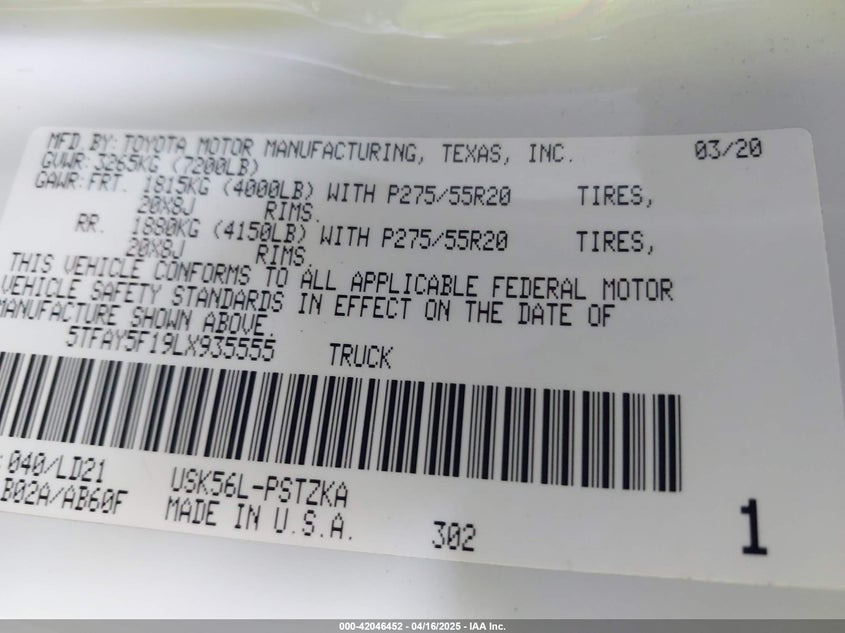 MFD. BY: TOYOTA MOTOR MANUFACTURING, TEXAS, INC. 03/20
GVWR: 3265KG (7200LB)
GAWR: FRT. 1815KG (4000LB) WITH P275/55R20 TIRES,
20X8J RIMS.
RR. 1880KG (4150LB) WITH P275/55R20 TIRES,
20X8J RIMS.
THIS VEHICLE CONFORMS TO ALL APPLICABLE FEDERAL MOTOR
VEHICLE SAFETY STANDARDS IN EFFECT ON THE DATE OF
MANUFACTURE SHOWN ABOVE.
5TFAY5F19LX935555 TRUCK
: 040/LD21 USK56L-PSTZKA
B02A/AB60F MADE IN U.S.A. 302 1
000-42046452 - 04/16/2025 - IAA Inc.